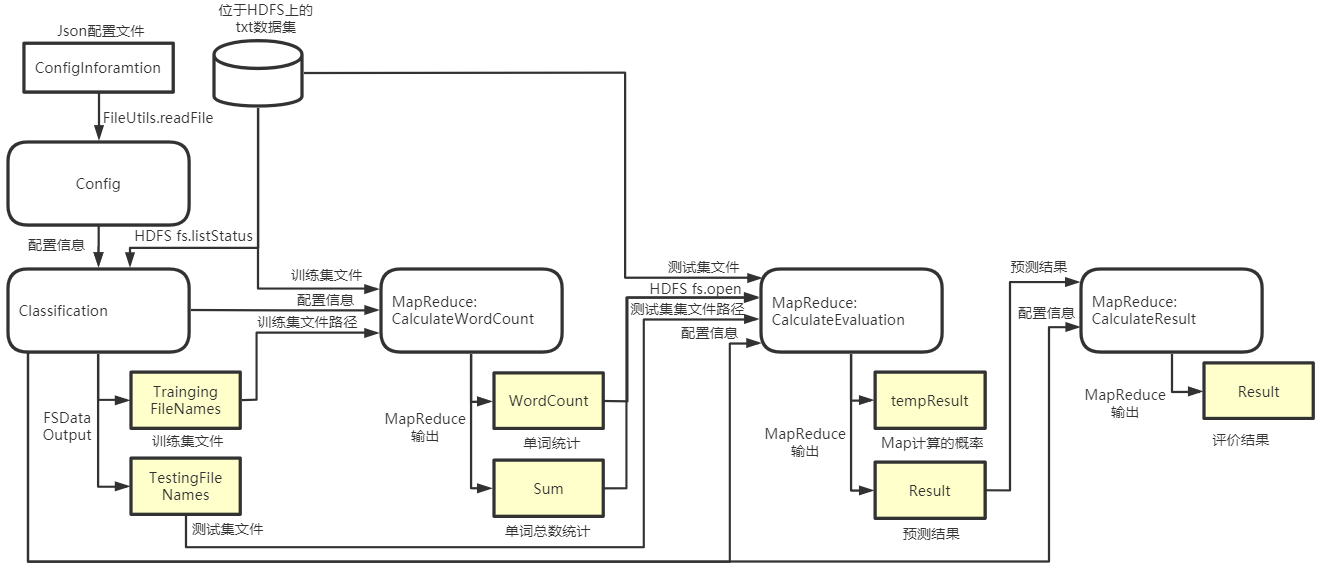 Json配置文件
ConfigInforamtion
位于HDFS上的
txt数据集
FileUtils.readFile
Config
配置信息
HDFS fs.listStatus
Classification
训练集文件
配置信息
训练集文件路径
MapReduce:
CalculateWordCount
测试集文件
HDFS fs.open
测试集集文件路径
配置信息
MapReduce:
CalculateEvaluation
预测结果
配置信息
MapReduce:
CalculateResult
FSData
Output
Trainging
FileNames
训练集文件
TestingFile
Names
测试集文件
MapReduce
输出
WordCount
单词统计
Sum
单词总数统计
MapReduce
输出
tempResult
Map计算的概率
Result
预测结果
MapReduce
输出
Result
评价结果